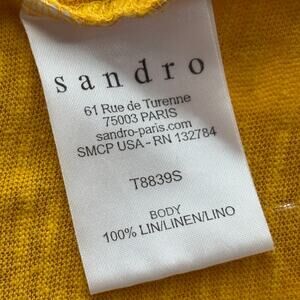 sandro
61 Rue de Turenne
75003 PARIS
sandro-paris.com
SMCP USA - RN 132784
T8839S
BODY
100% LIN/LINEN/LINO